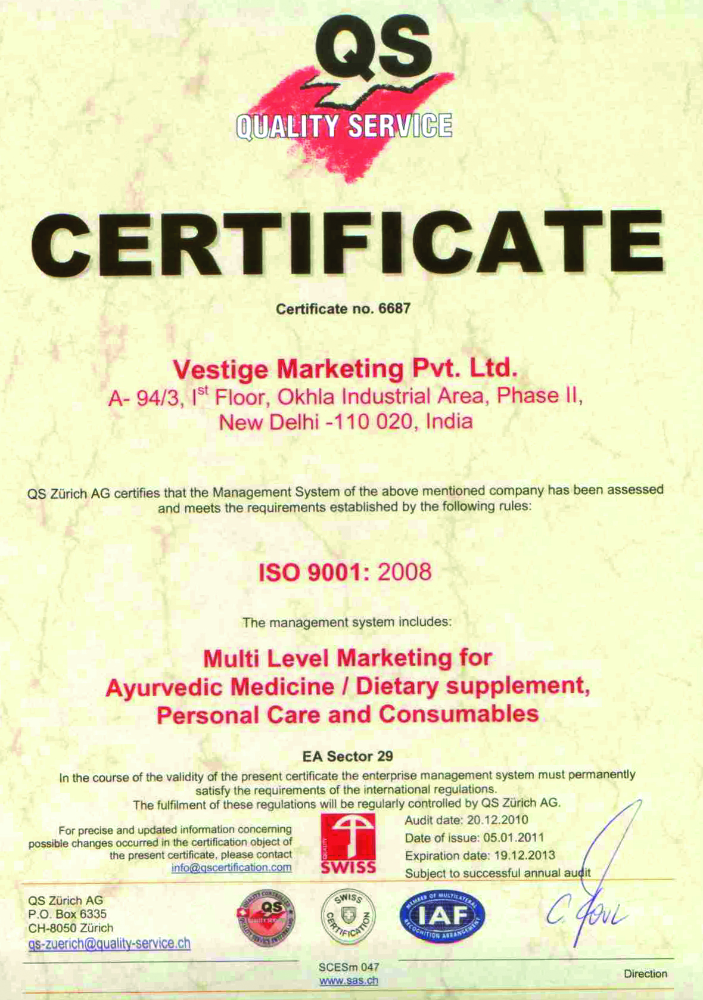 QS
QUALITY SERVICE
CERTIFICATE
Certificate no. 6687
Vestige Marketing Pvt. Ltd.
A- 94/3, Ist Floor, Okhla Industrial Area, Phase II,
New Delhi -110 020, India
QS Zürich AG certifies that the Management System of the above mentioned company has been assessed
and meets the requirements established by the following rules:
ISO 9001: 2008
The management system includes:
Multi Level Marketing for
Ayurvedic Medicine / Dietary supplement,
Personal Care and Consumables
EA Sector 29
In the course of the validity of the present certificate the enterprise management system must permanently
satisfy the requirements of the international regulations.
The fulfilment of these regulations will be regularly controlled by QS Zürich AG.
For precise and updated information concerning
possible changes occurred in the certification object of
the present certificate, please contact
info@qscertification.com
QUALITY
SWISS
Audit date: 20.12.2010
Date of issue: 05.01.2011
Expiration date: 19.12.2013
Subject to successful annual audit
QS Zürich AG
P.O. Box 6335
CH-8050 Zürich
qs-zuerich@quality-service.ch
QUALITY CONTROLLED
QS
QUALITY SERVICE
QUALITY SERVICE SWITZERLAND
SWISS
CERTIFICATION
MEMBER OF MULTILATERAL
IAF
RECOGNITION ARRANGEMENT
SCESm 047
www.sas.ch
Direction